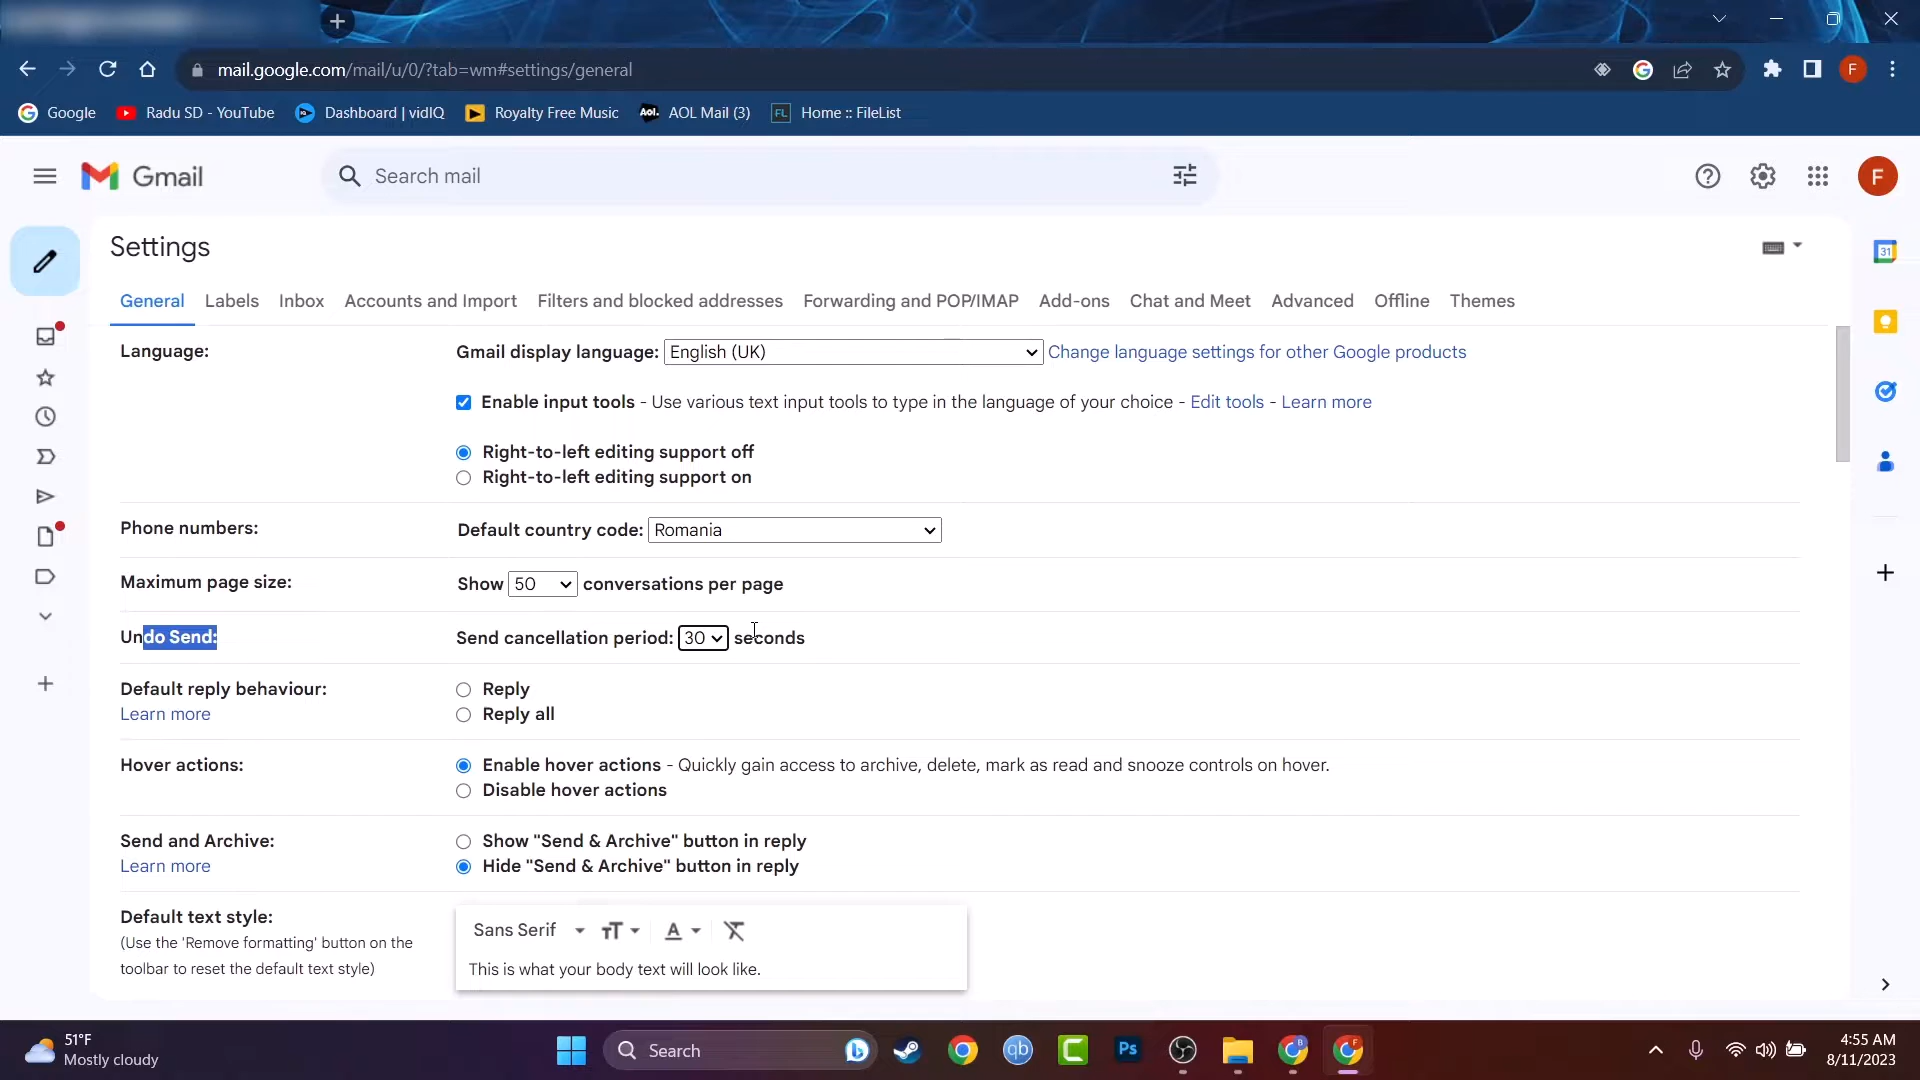 mail.google.com/mail/u/0/?tab=wm#settings/general
F
Google
Radu SD - YouTube
Dashboard | vidIQ
Royalty Free Music
Aol. AOL Mail (3)
FL Home :: FileList
Gmail
Search mail
F
Settings
31
General Labels Inbox Accounts and Import Filters and blocked addresses Forwarding and POP/IMAP Add-ons Chat and Meet Advanced Offline Themes
Language: Gmail display language: English (UK) Change language settings for other Google products
Enable input tools - Use various text input tools to type in the language of your choice - Edit tools - Learn more
Right-to-left editing support off
Right-to-left editing support on
Phone numbers: Default country code: Romania
Maximum page size: Show 50 conversations per page
Undo Send: Send cancellation period: 30 seconds
Default reply behaviour: Reply
Learn more Reply all
Hover actions: Enable hover actions - Quickly gain access to archive, delete, mark as read and snooze controls on hover.
Disable hover actions
Send and Archive: Show "Send & Archive" button in reply
Learn more Hide "Send & Archive" button in reply
Default text style:
(Use the 'Remove formatting' button on the
toolbar to reset the default text style)
Sans Serif
This is what your body text will look like.
51°F
Mostly cloudy
Search
qb
Ps
4:55 AM
8/11/2023